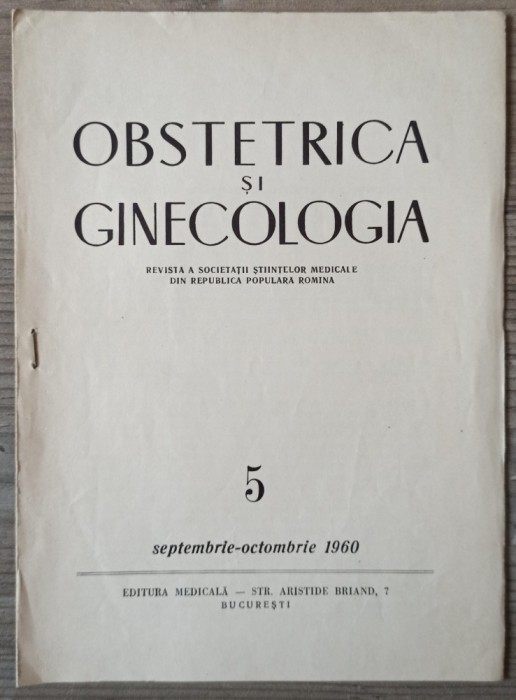 OBSTETRICA
ȘI
GINECOLOGIA
REVISTA A SOCIETAȚII ȘTIINȚELOR MEDICALE
DIN REPUBLICA POPULARA ROMINA
5
septembrie-octombrie 1960
EDITURA MEDICALĂ — STR. ARISTIDE BRIAND, 7
BUCUREȘTI